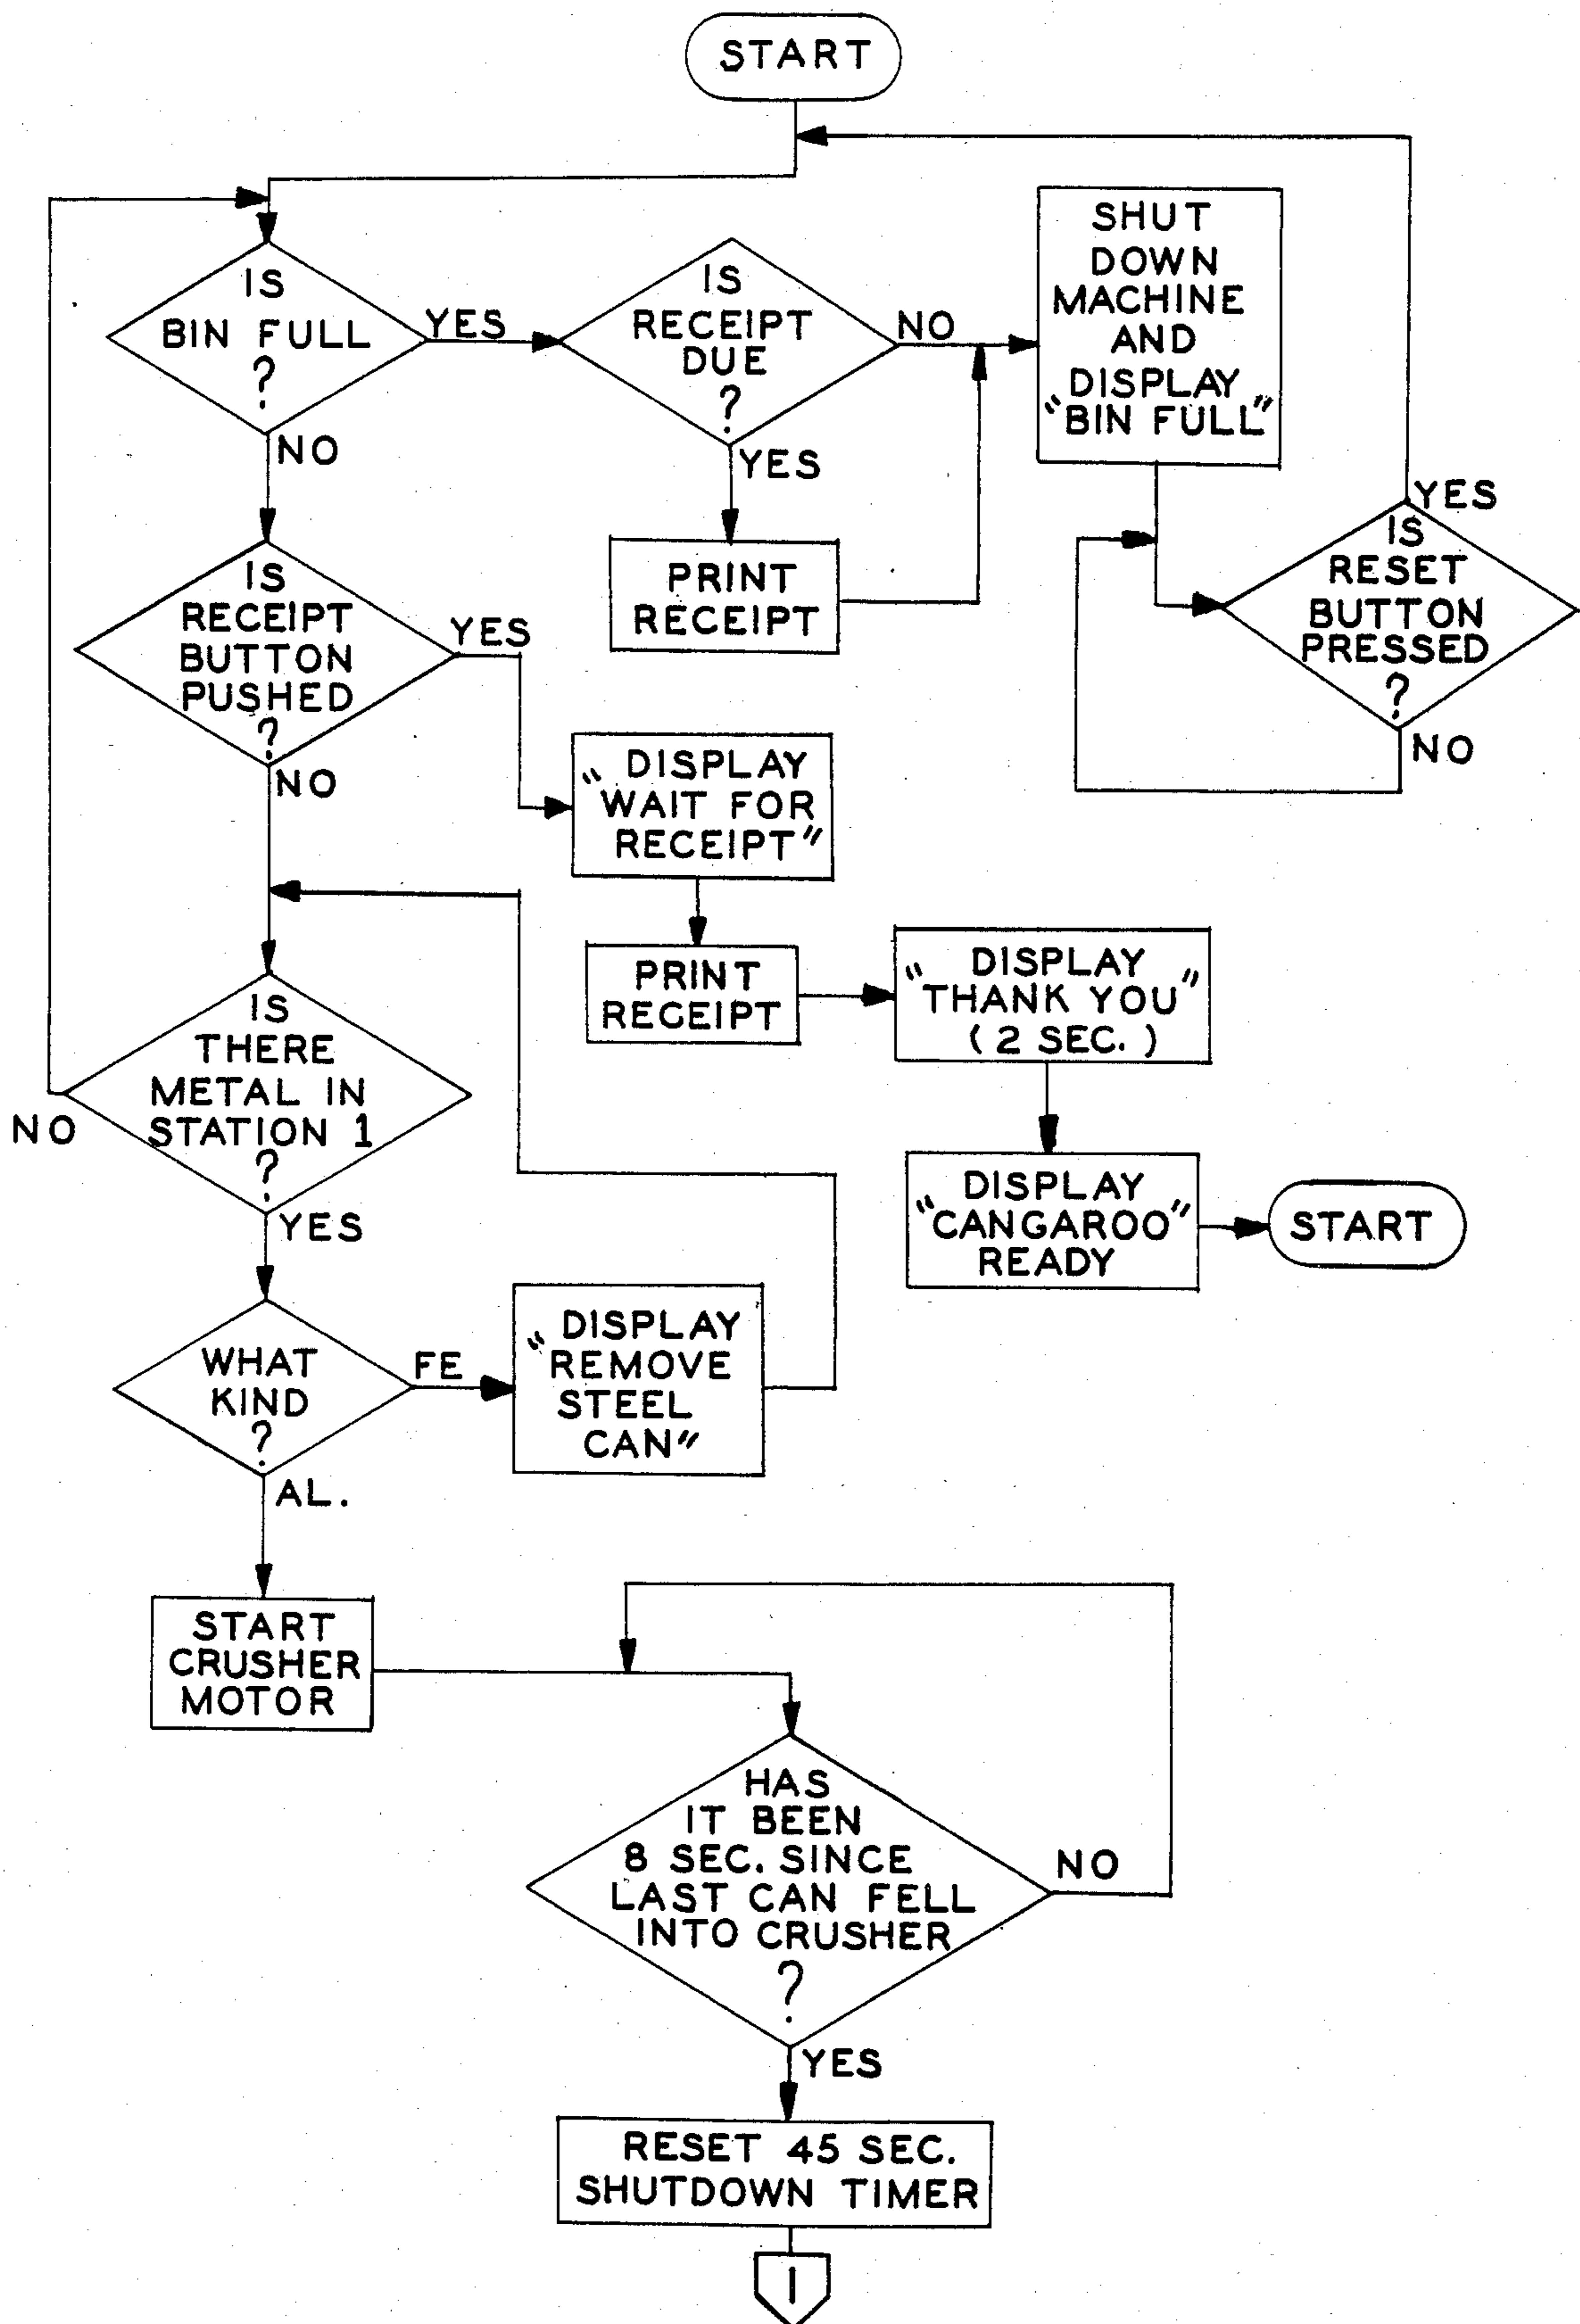 START
IS
BIN FULL
?
YES
NO
IS
RECEIPT
DUE
?
NO
YES
SHUT
DOWN
MACHINE
AND
DISPLAY
"BIN FULL"
PRINT
RECEIPT
YES
IS
RESET
BUTTON
PRESSED
?
NO
IS
RECEIPT
BUTTON
PUSHED
?
YES
NO
" DISPLAY
WAIT FOR
RECEIPT"
PRINT
RECEIPT
" DISPLAY "
THANK YOU
( 2 SEC. )
DISPLAY
"CANGAROO"
READY
START
IS
THERE
METAL IN
STATION 1
?
NO
YES
WHAT
KIND
?
FE
AL.
" DISPLAY
REMOVE
STEEL
CAN"
START
CRUSHER
MOTOR
HAS
IT BEEN
8 SEC. SINCE
LAST CAN FELL
INTO CRUSHER
?
NO
YES
RESET 45 SEC.
SHUTDOWN TIMER
1